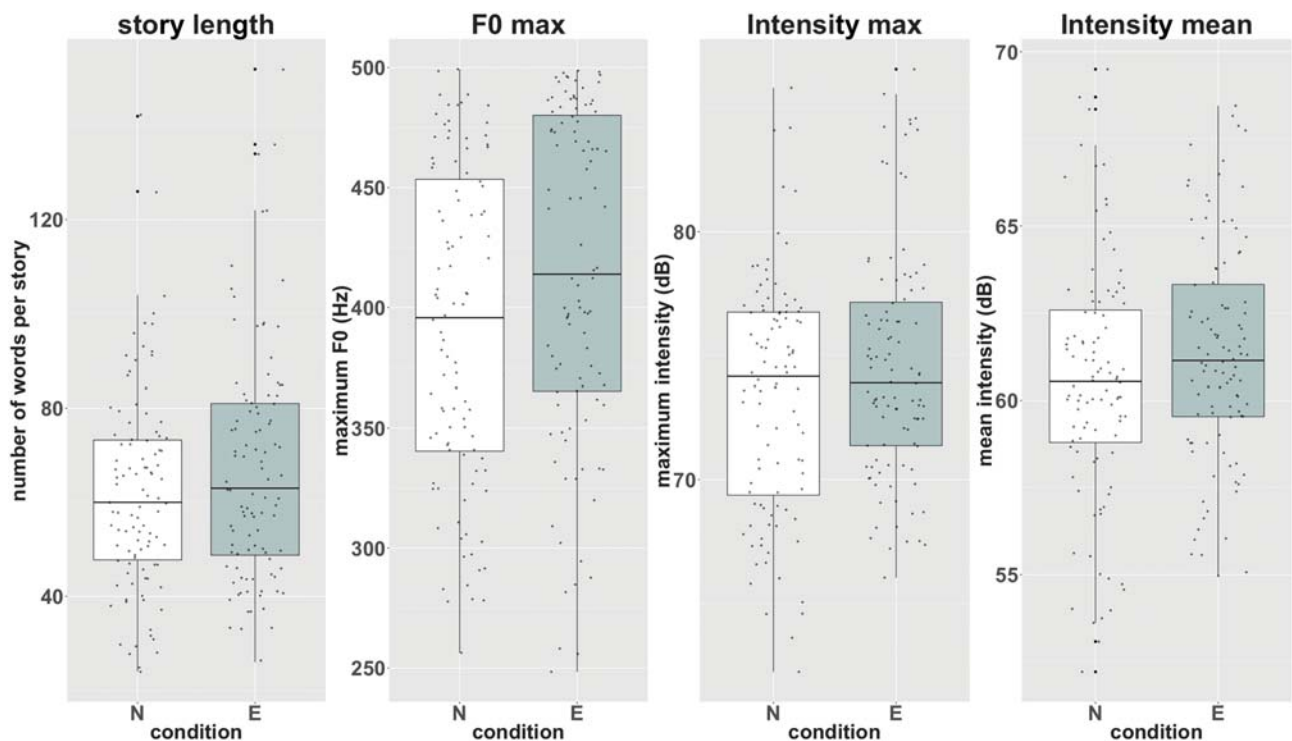 story length
number of words per story
120
80
40
N E
condition
F0 max
maximum F0 (Hz)
500
450
400
350
300
250
N E
condition
Intensity max
maximum intensity (dB)
80
70
N E
condition
Intensity mean
mean intensity (dB)
70
65
60
55
N E
condition